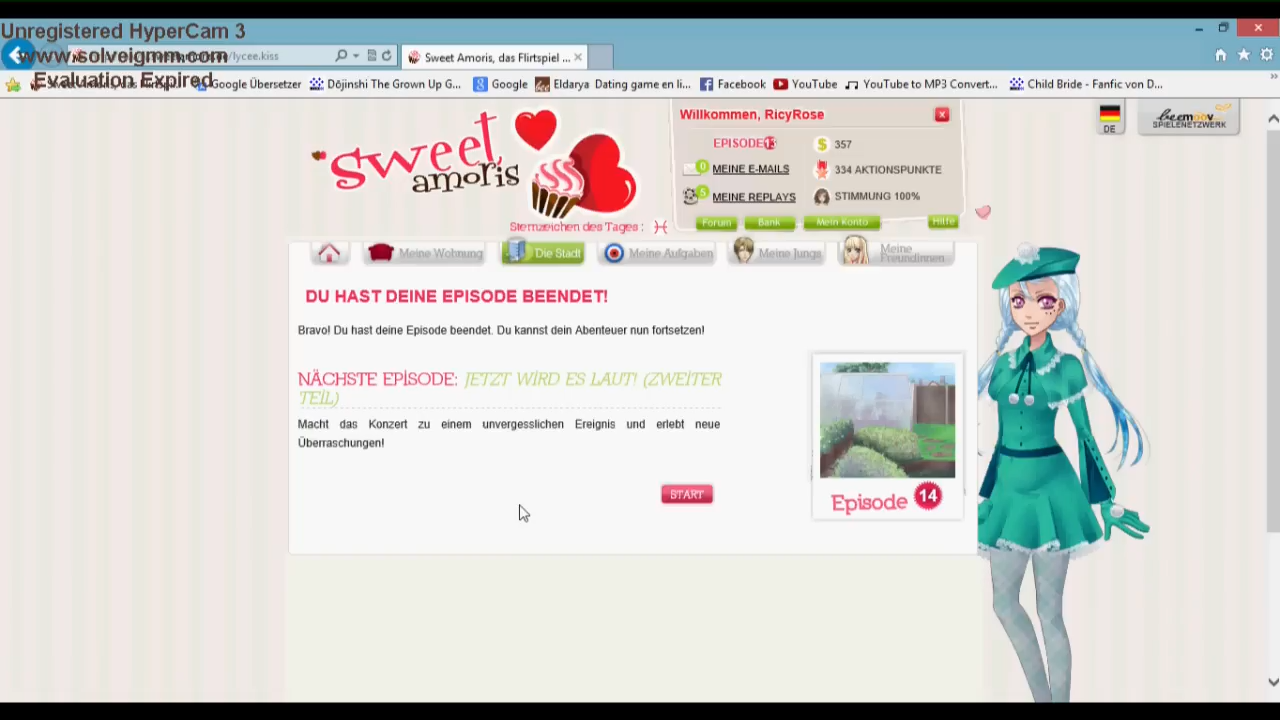 Unregistered HyperCam 3
www.solveigmm.com
Evaluation Expired
/lycee.kiss
Sweet Amoris, das Flirtspiel ...
Google Übersetzer
Dōjinshi The Grown Up G...
Google
Eldarya Dating game en li...
Facebook
YouTube
YouTube to MP3 Convert...
Child Bride - Fanfic von D...
sweet amoris
Sternzeichen des Tages :
Willkommen, RicyRose
EPISODE 13
357
0 MEINE E-MAILS
334 AKTIONSPUNKTE
5 MEINE REPLAYS
STIMMUNG 100%
Forum
Bank
Mein Konto
Hilfe
DE
beemoov
SPIELENETZWERK
Meine Wohnung
Die Stadt
Meine Aufgaben
Meine Jungs
Meine Freundinnen
DU HAST DEINE EPISODE BEENDET!
Bravo! Du hast deine Episode beendet. Du kannst dein Abenteuer nun fortsetzen!
NÄCHSTE EPISODE: JETZT WIRD ES LAUT! (ZWEITER
TEIL)
Macht das Konzert zu einem unvergesslichen Ereignis und erlebt neue
Überraschungen!
START
Episode 14